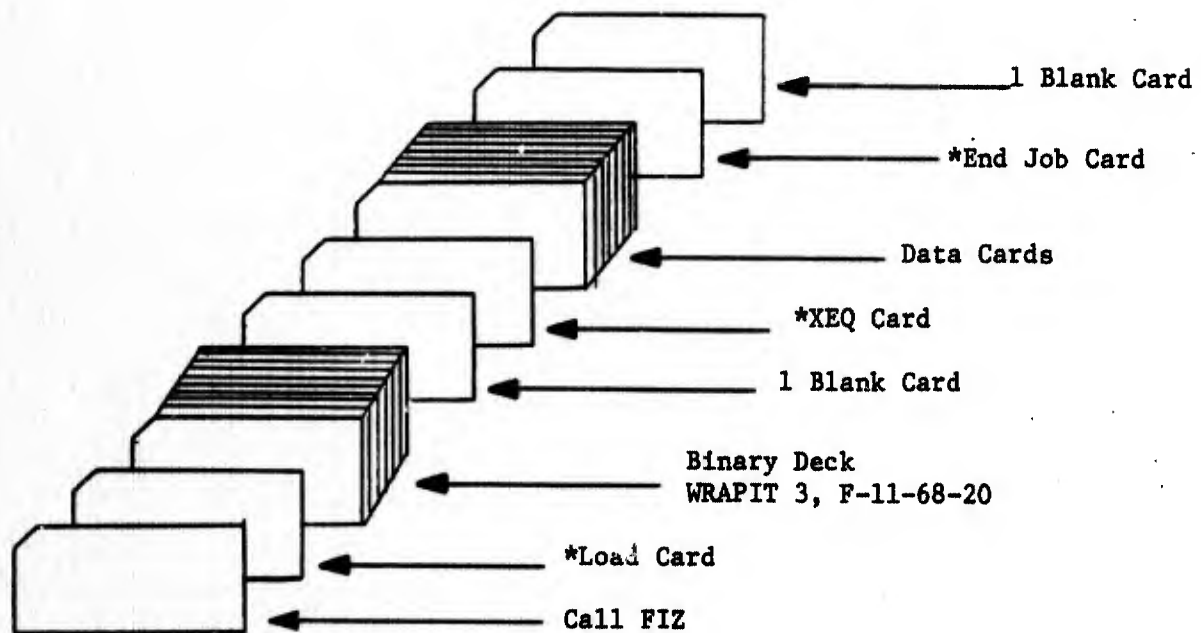 1 Blank Card
*End Job Card
Data Cards
*XEQ Card
1 Blank Card
Binary Deck
WRAPIT 3, F-11-68-20
*Load Card
Call FIZ